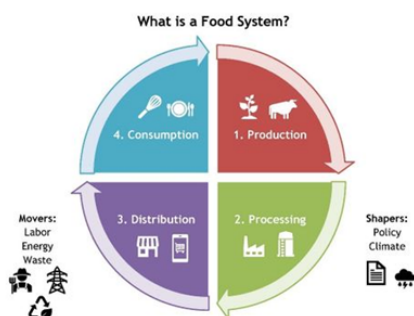 What is a Food System?
4. Consumption
1. Production
3. Distribution
2. Processing
Movers:
Labor
Energy
Waste
Shapers:
Policy
Climate